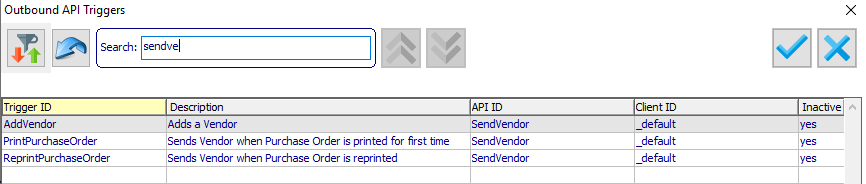 Outbound API Triggers
Search: sendve
Trigger ID Description API ID Client ID Inactive
AddVendor Adds a Vendor SendVendor _default yes
PrintPurchaseOrder Sends Vendor when Purchase Order is printed for first time SendVendor _default yes
ReprintPurchaseOrder Sends Vendor when Purchase Order is reprinted SendVendor _default yes